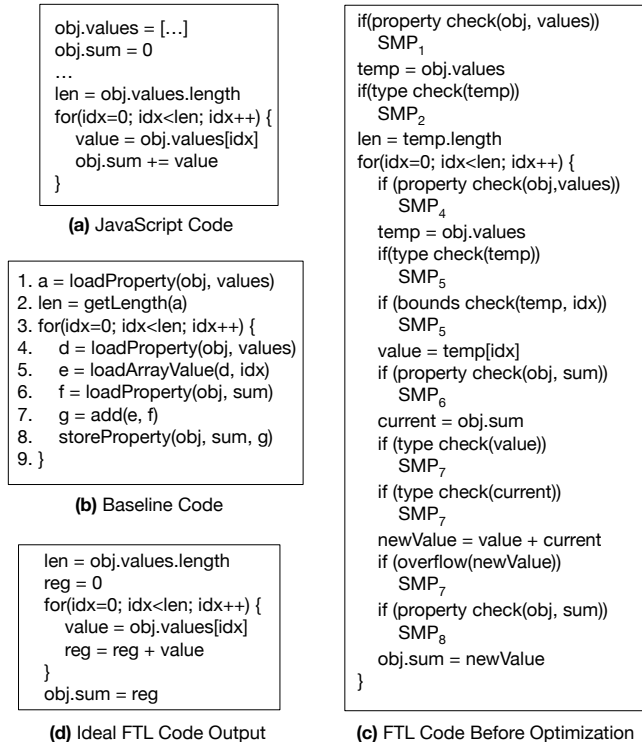 obj.values = […]
obj.sum = 0
…
len = obj.values.length
for(idx=0; idx<len; idx++) {
value = obj.values[idx]
obj.sum += value
}
(a) JavaScript Code
1. a = loadProperty(obj, values)
2. len = getLength(a)
3. for(idx=0; idx<len; idx++) {
4. d = loadProperty(obj, values)
5. e = loadArrayValue(d, idx)
6. f = loadProperty(obj, sum)
7. g = add(e, f)
8. storeProperty(obj, sum, g)
9. }
(b) Baseline Code
len = obj.values.length
reg = 0
for(idx=0; idx<len; idx++) {
value = obj.values[idx]
reg = reg + value
}
obj.sum = reg
(d) Ideal FTL Code Output
if(property check(obj, values))
SMP1
temp = obj.values
if(type check(temp))
SMP2
len = temp.length
for(idx=0; idx<len; idx++) {
if (property check(obj,values))
SMP4
temp = obj.values
if(type check(temp))
SMP5
if (bounds check(temp, idx))
SMP5
value = temp[idx]
if (property check(obj, sum))
SMP6
current = obj.sum
if (type check(value))
SMP7
if (type check(current))
SMP7
newValue = value + current
if (overflow(newValue))
SMP7
if (property check(obj, sum))
SMP8
obj.sum = newValue
}
(c) FTL Code Before Optimization